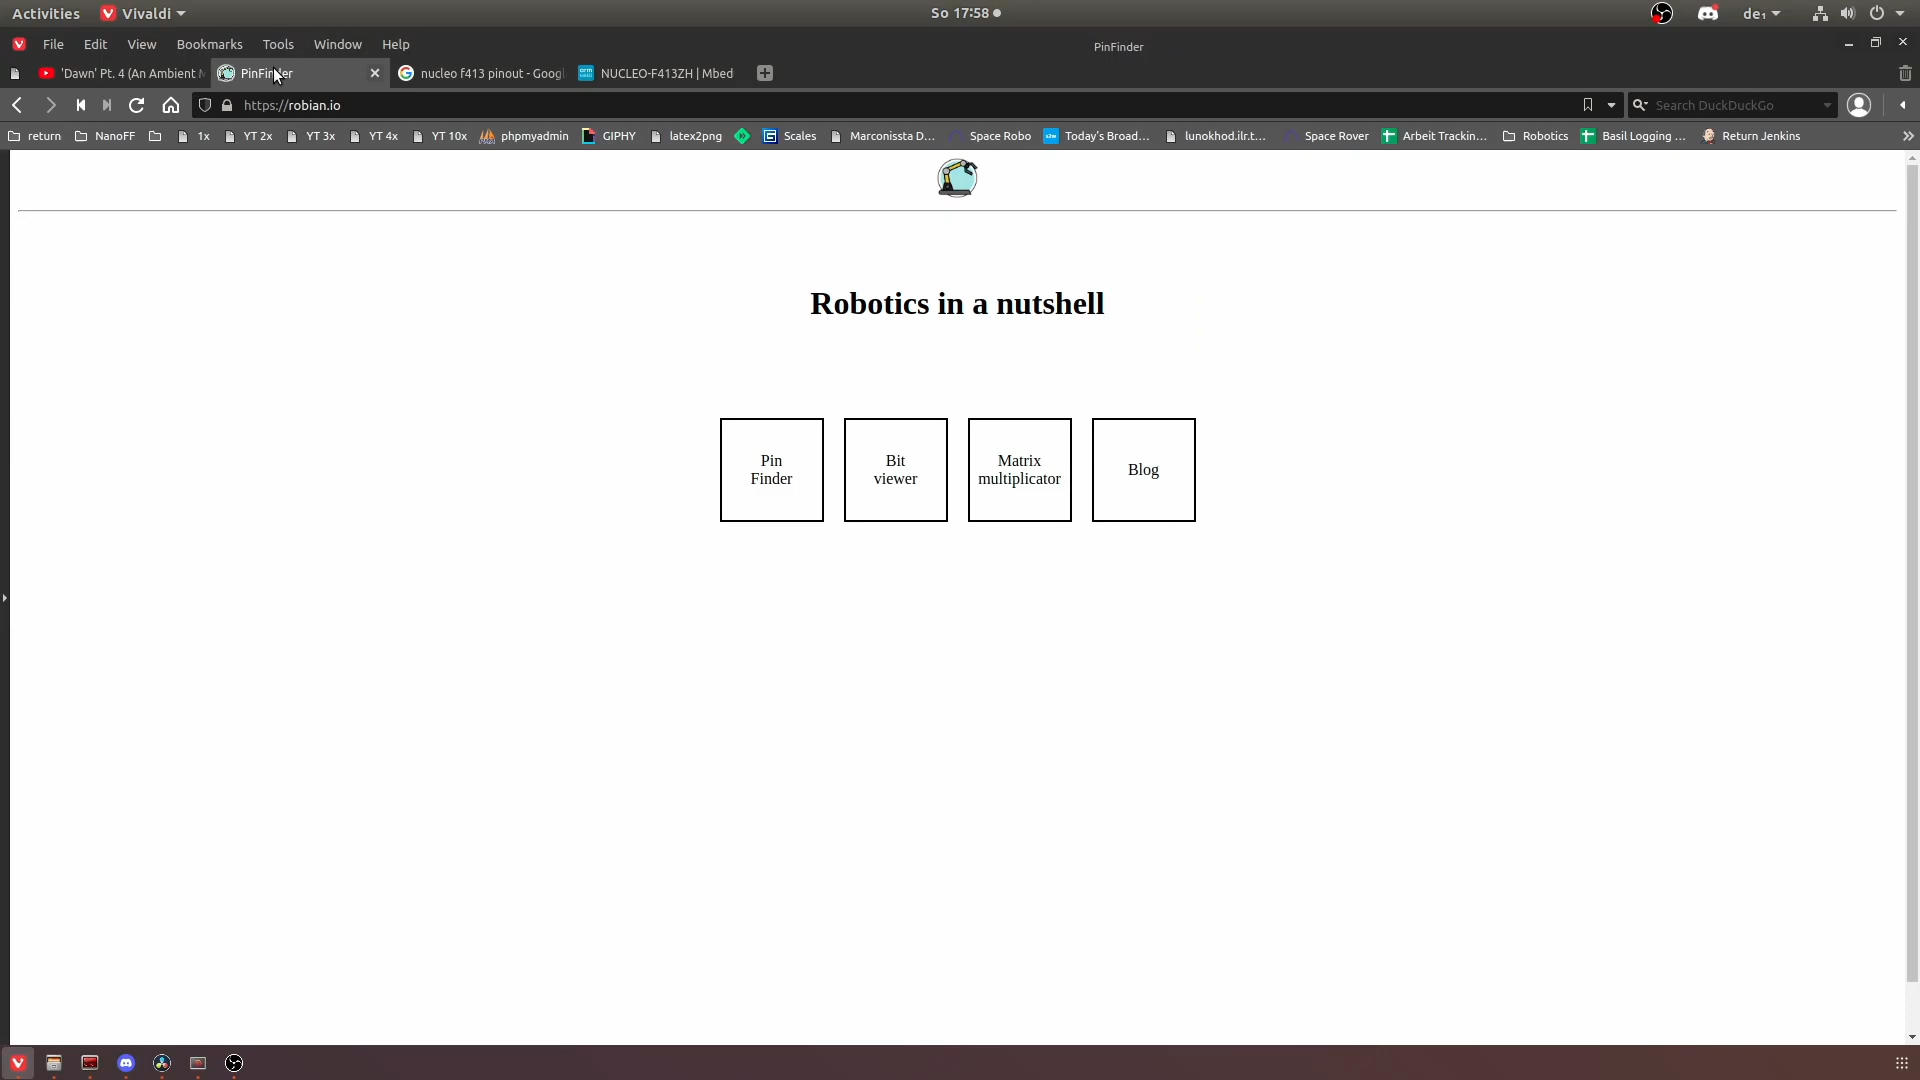 Activities Vivaldi So 17:58 de₁
File Edit View Bookmarks Tools Window Help PinFinder
'Dawn' Pt. 4 (An Ambient PinFinder nucleo f413 pinout - Goog NUCLEO-F413ZH | Mbed
https://robian.io Search DuckDuckGo
return NanoFF 1x YT 2x YT 3x YT 4x YT 10x phpmyadmin GIPHY latex2png Scales Marconissta D... Space Robo Today's Broad... lunokhod.ilr.t... Space Rover Arbeit Trackin... Robotics Basil Logging ... Return Jenkins
Robotics in a nutshell
Pin
Finder
Bit
viewer
Matrix
multiplicator
Blog